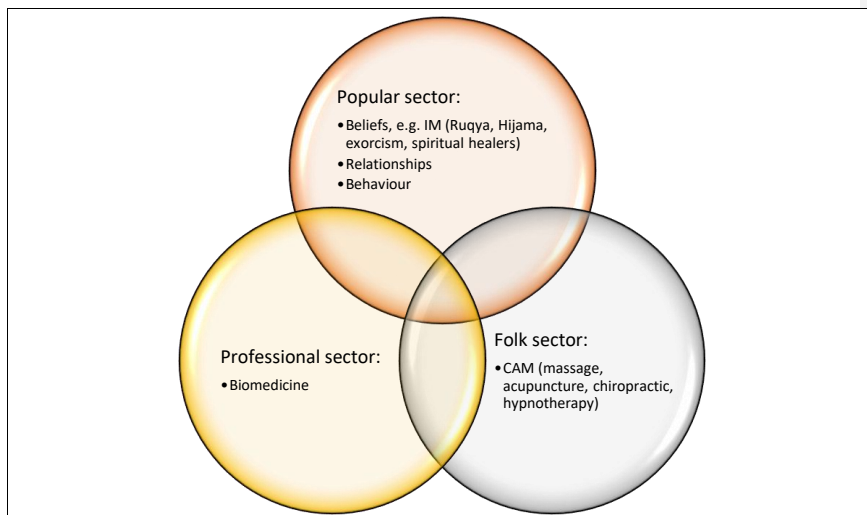 Popular sector:
•Beliefs, e.g. IM (Ruqya, Hijama,
exorcism, spiritual healers)
•Relationships
•Behaviour
Professional sector:
•Biomedicine
Folk sector:
•CAM (massage,
acupuncture, chiropractic,
hypnotherapy)